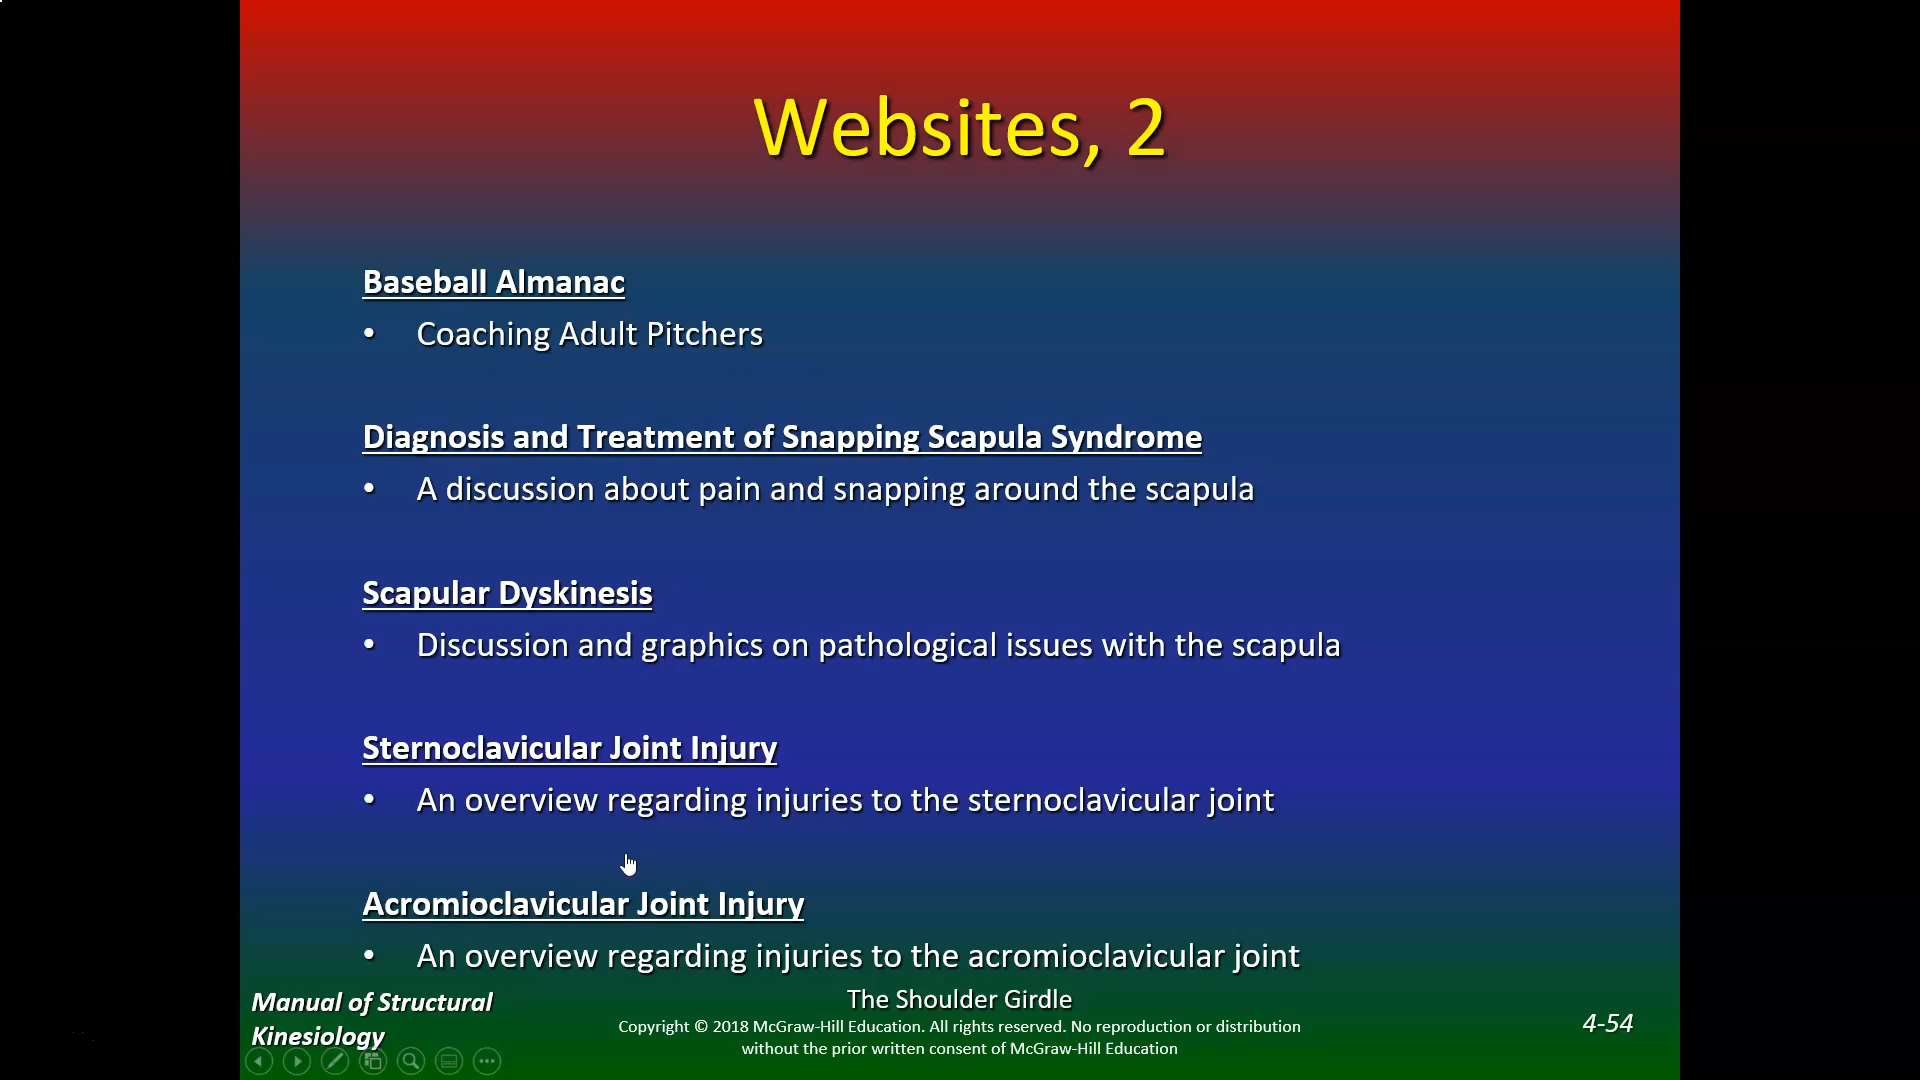 Websites, 2
Baseball Almanac
• Coaching Adult Pitchers
Diagnosis and Treatment of Snapping Scapula Syndrome
• A discussion about pain and snapping around the scapula
Scapular Dyskinesis
• Discussion and graphics on pathological issues with the scapula
Sternoclavicular Joint Injury
• An overview regarding injuries to the sternoclavicular joint
Acromioclavicular Joint Injury
• An overview regarding injuries to the acromioclavicular joint
Manual of Structural
Kinesiology
The Shoulder Girdle
Copyright © 2018 McGraw-Hill Education. All rights reserved. No reproduction or distribution
without the prior written consent of McGraw-Hill Education
4-54